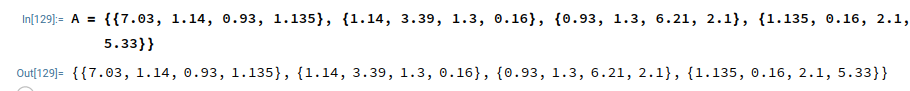 In[129]:= A = {{7.03, 1.14, 0.93, 1.135}, {1.14, 3.39, 1.3, 0.16}, {0.93, 1.3, 6.21, 2.1}, {1.135, 0.16, 2.1,
5.33}}
Out[129]= {{7.03, 1.14, 0.93, 1.135}, {1.14, 3.39, 1.3, 0.16}, {0.93, 1.3, 6.21, 2.1}, {1.135, 0.16, 2.1, 5.33}}